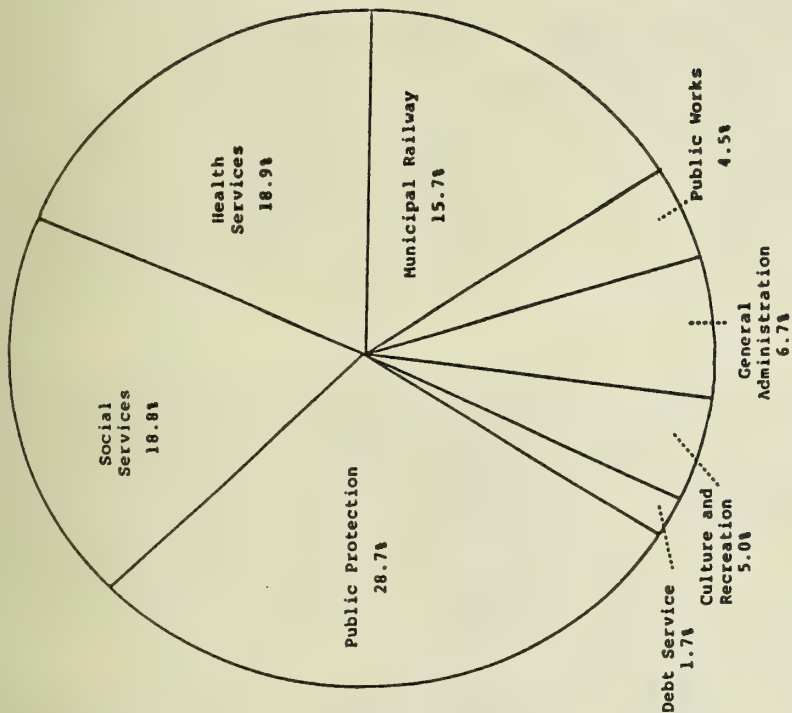 Social
Services
18.8%
Health
Services
18.9%
Public Protection
28.7%
Municipal Railway
15.7%
Debt Service
1.7%
Culture and
Recreation
5.0%
General
Administration
6.7%
Public Works
4.5%